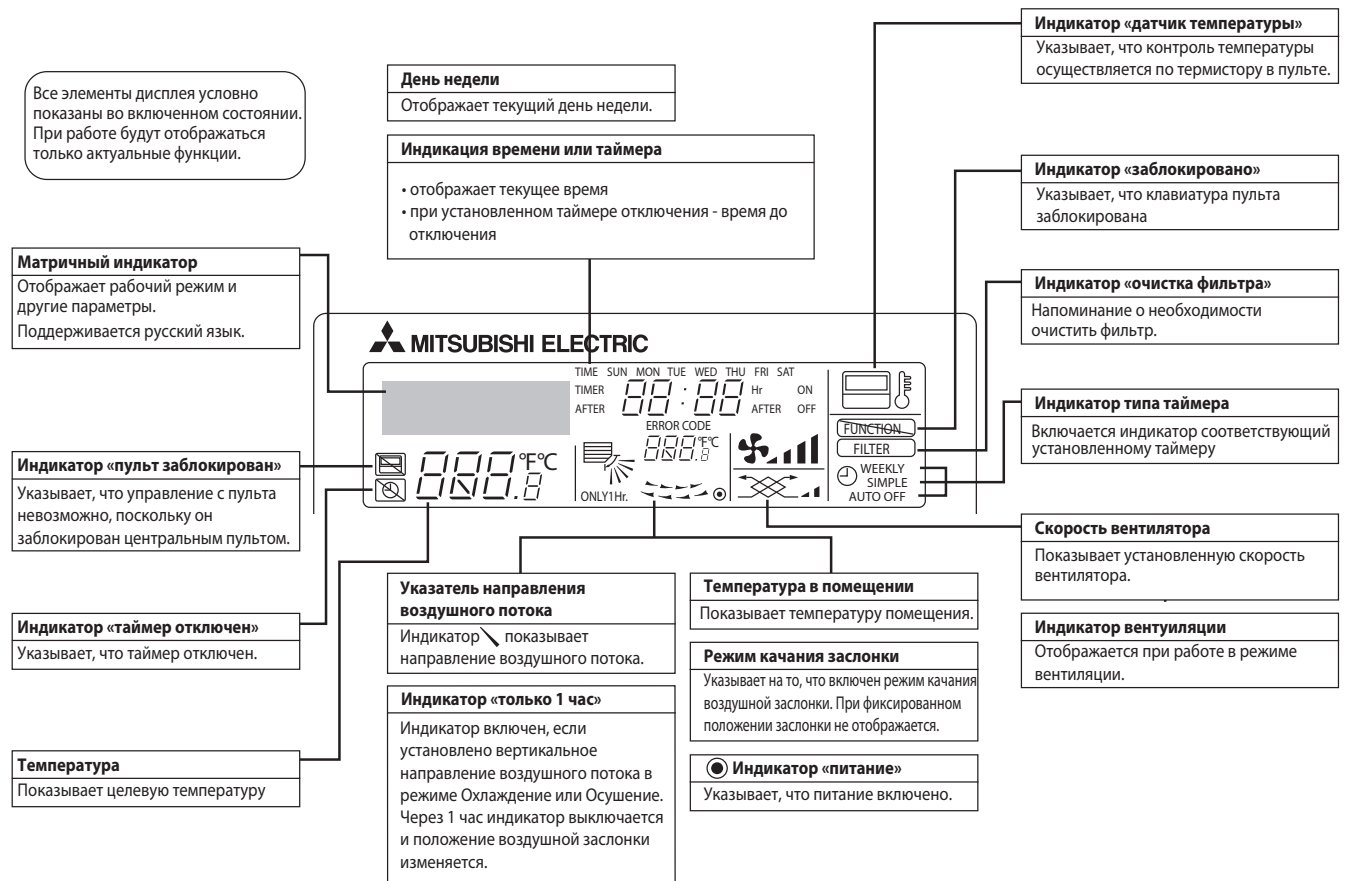 Все элементы дисплея условно
показаны во включенном состоянии.
При работе будут отображаться
только актуальные функции.
День недели
Отображает текущий день недели.
Индикация времени или таймера
• отображает текущее время
• при установленном таймере отключения - время до
отключения
Индикатор «датчик температуры»
Указывает, что контроль температуры
осуществляется по термистору в пульте.
Индикатор «заблокировано»
Указывает, что клавиатура пульта
заблокирована
Индикатор «очистка фильтра»
Напоминание о необходимости
очистить фильтр.
Индикатор типа таймера
Включается индикатор соответствующий
установленному таймеру
Скорость вентилятора
Показывает установленную скорость
вентилятора.
Индикатор вентуиляции
Отображается при работе в режиме
вентиляции.
Матричный индикатор
Отображает рабочий режим и
другие параметры.
Поддерживается русский язык.
Индикатор «пульт заблокирован»
Указывает, что управление с пульта
невозможно, поскольку он
заблокирован центральным пультом.
Индикатор «таймер отключен»
Указывает, что таймер отключен.
Температура
Показывает целевую температуру
MITSUBISHI ELECTRIC
TIME SUN MON TUE WED THU FRI SAT
TIMER 88:88 Hr ON
AFTER AFTER OFF
ERROR CODE
888.8 °F°C
888.8 °F°C
ONLY1Hr.
FUNCTION
FILTER
WEEKLY
SIMPLE
AUTO OFF
Указатель направления
воздушного потока
Индикатор показывает
направление воздушного потока.
Индикатор «только 1 час»
Индикатор включен, если
установлено вертикальное
направление воздушного потока в
режиме Охлаждение или Осушение.
Через 1 час индикатор выключается
и положение воздушной заслонки
изменяется.
Температура в помещении
Показывает температуру помещения.
Режим качания заслонки
Указывает на то, что включен режим качания
воздушной заслонки. При фиксированном
положении заслонки не отображается.
Индикатор «питание»
Указывает, что питание включено.